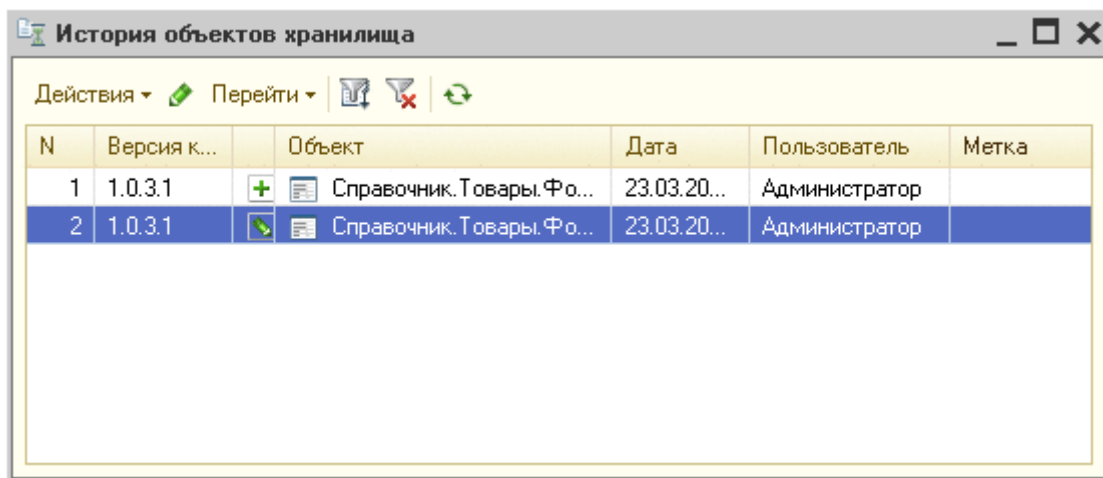 История объектов хранилища
Действия Перейти
N Версия к... Объект Дата Пользователь Метка
1 1.0.3.1 Справочник.Товары.Фо... 23.03.20... Администратор
2 1.0.3.1 Справочник.Товары.Фо... 23.03.20... Администратор